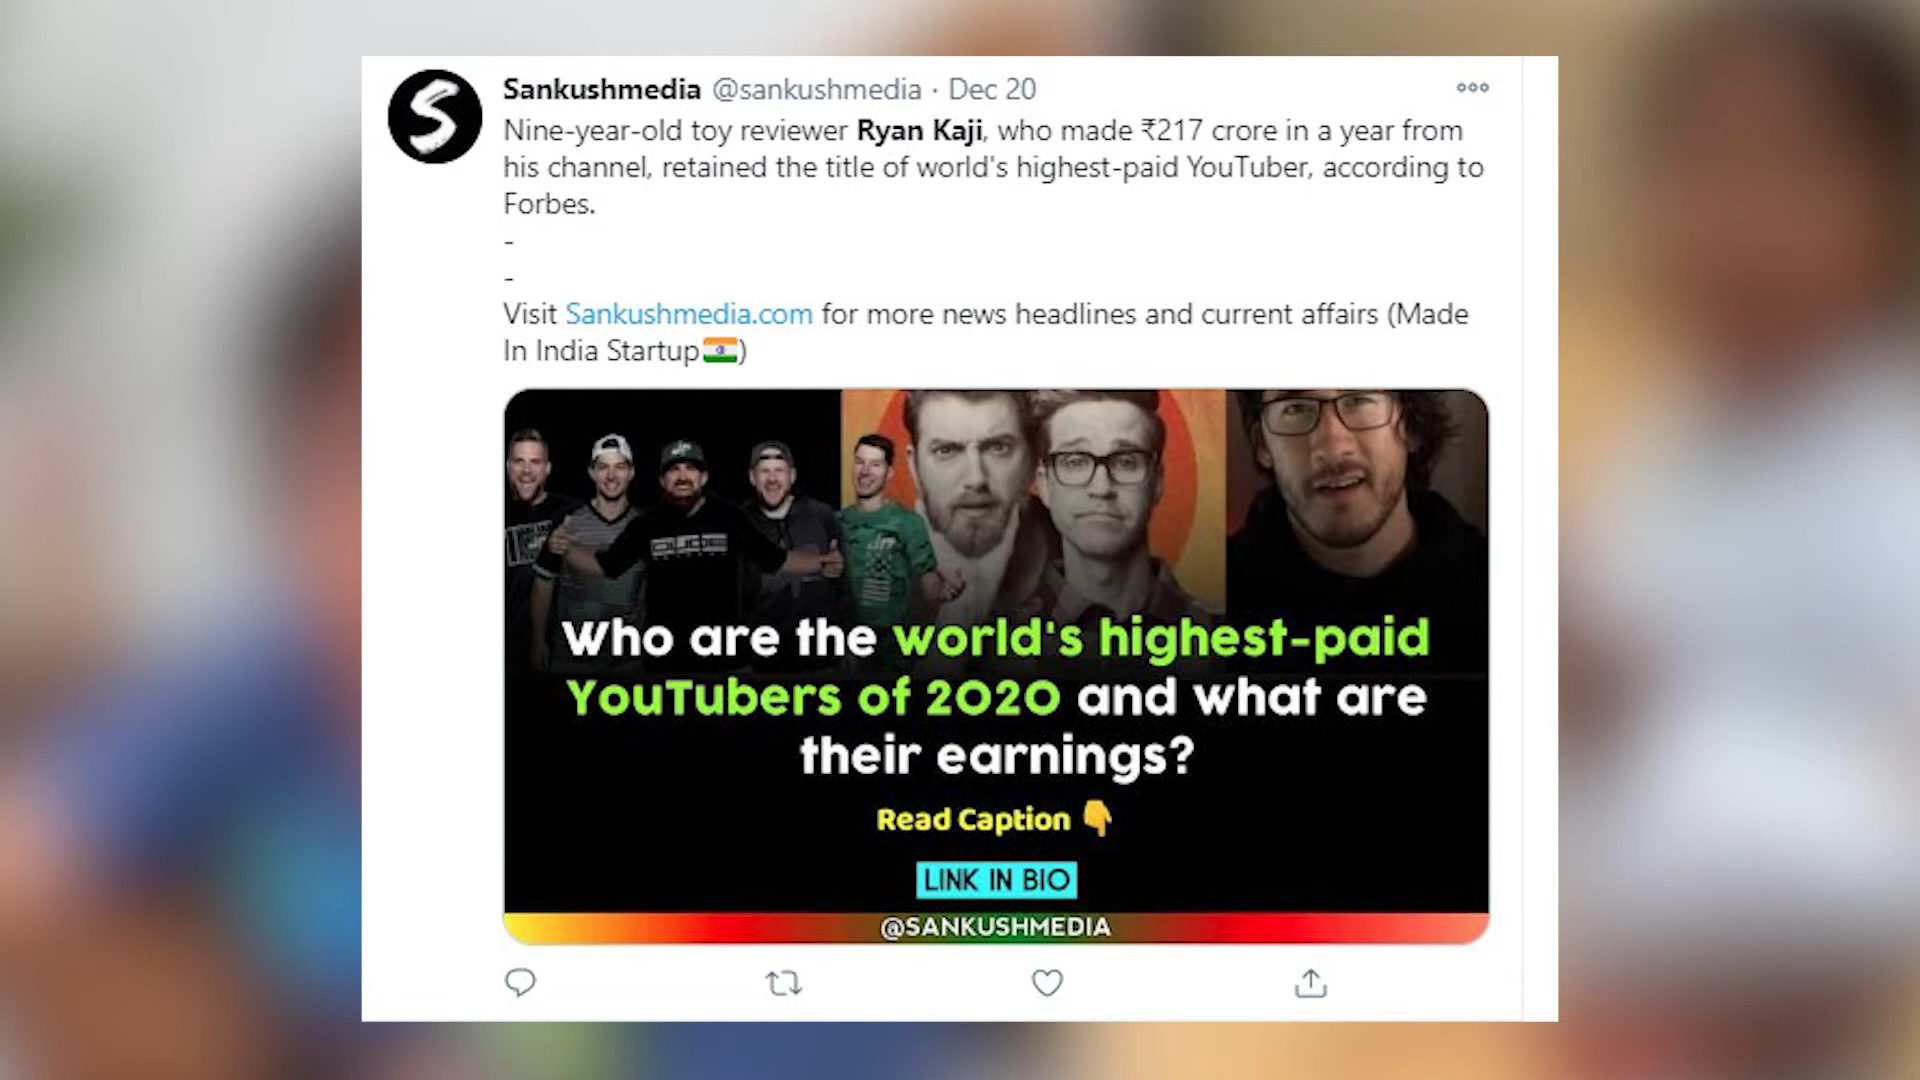 Sankushmedia @sankushmedia · Dec 20
Nine-year-old toy reviewer Ryan Kaji, who made ₹217 crore in a year from
his channel, retained the title of world's highest-paid YouTuber, according to
Forbes.
-
-
Visit Sankushmedia.com for more news headlines and current affairs (Made
In India Startup🇮🇳)
DUDE
Who are the world's highest-paid
YouTubers of 2020 and what are
their earnings?
Read Caption 👇
LINK IN BIO
@SANKUSHMEDIA